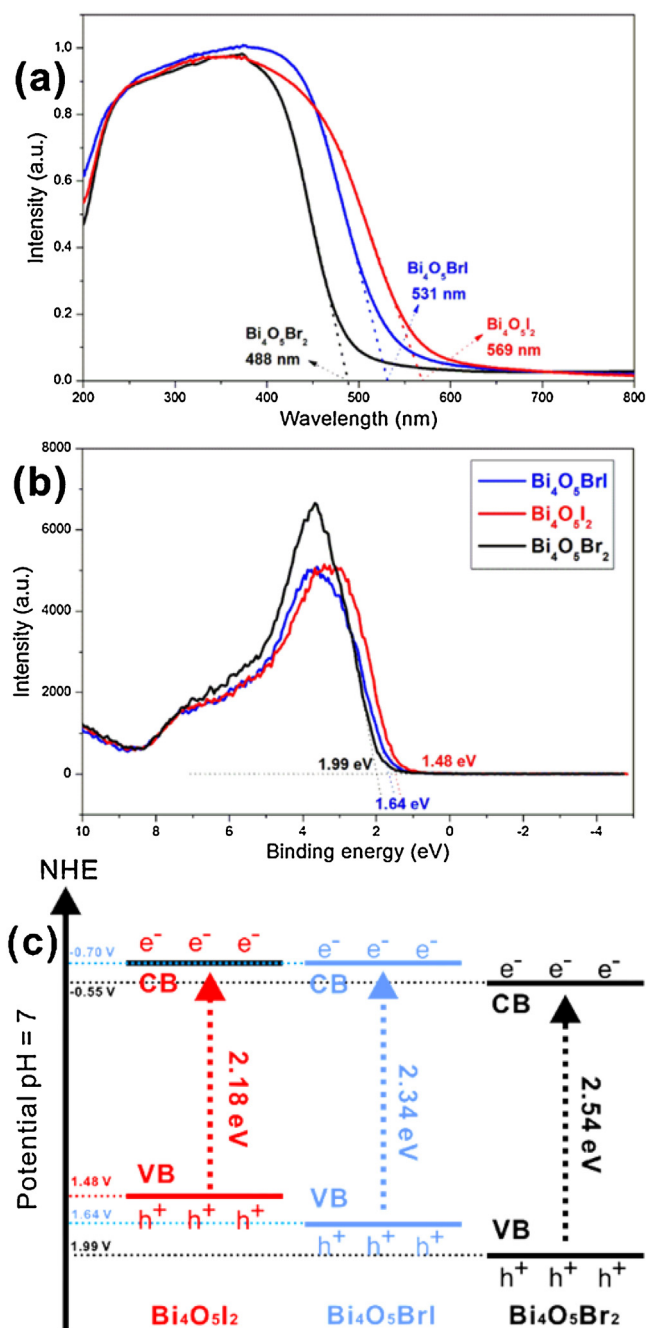 (a)
Intensity (a.u.)
1.0
0.8
0.6
0.4
0.2
0.0
Bi₄O₅BrI
531 nm
Bi₄O₅Br₂
488 nm
Bi₄O₅I₂
569 nm
200 300 400 500 600 700 800
Wavelength (nm)
(b)
Intensity (a.u.)
8000
6000
4000
2000
0
Bi₄O₅BrI
Bi₄O₅I₂
Bi₄O₅Br₂
1.99 eV
1.48 eV
1.64 eV
10 8 6 4 2 0 -2 -4
Binding energy (eV)
NHE
(c)
Potential pH = 7
-0.70 V
e⁻ e⁻ e⁻
e⁻ e⁻ e⁻
e⁻ e⁻ e⁻
-0.55 V
CB
CB
CB
2.18 eV
2.34 eV
2.54 eV
VB
VB
VB
1.48 V
1.64 V
1.99 V
h⁺ h⁺ h⁺
h⁺ h⁺ h⁺
h⁺ h⁺ h⁺
Bi₄O₅I₂
Bi₄O₅BrI
Bi₄O₅Br₂